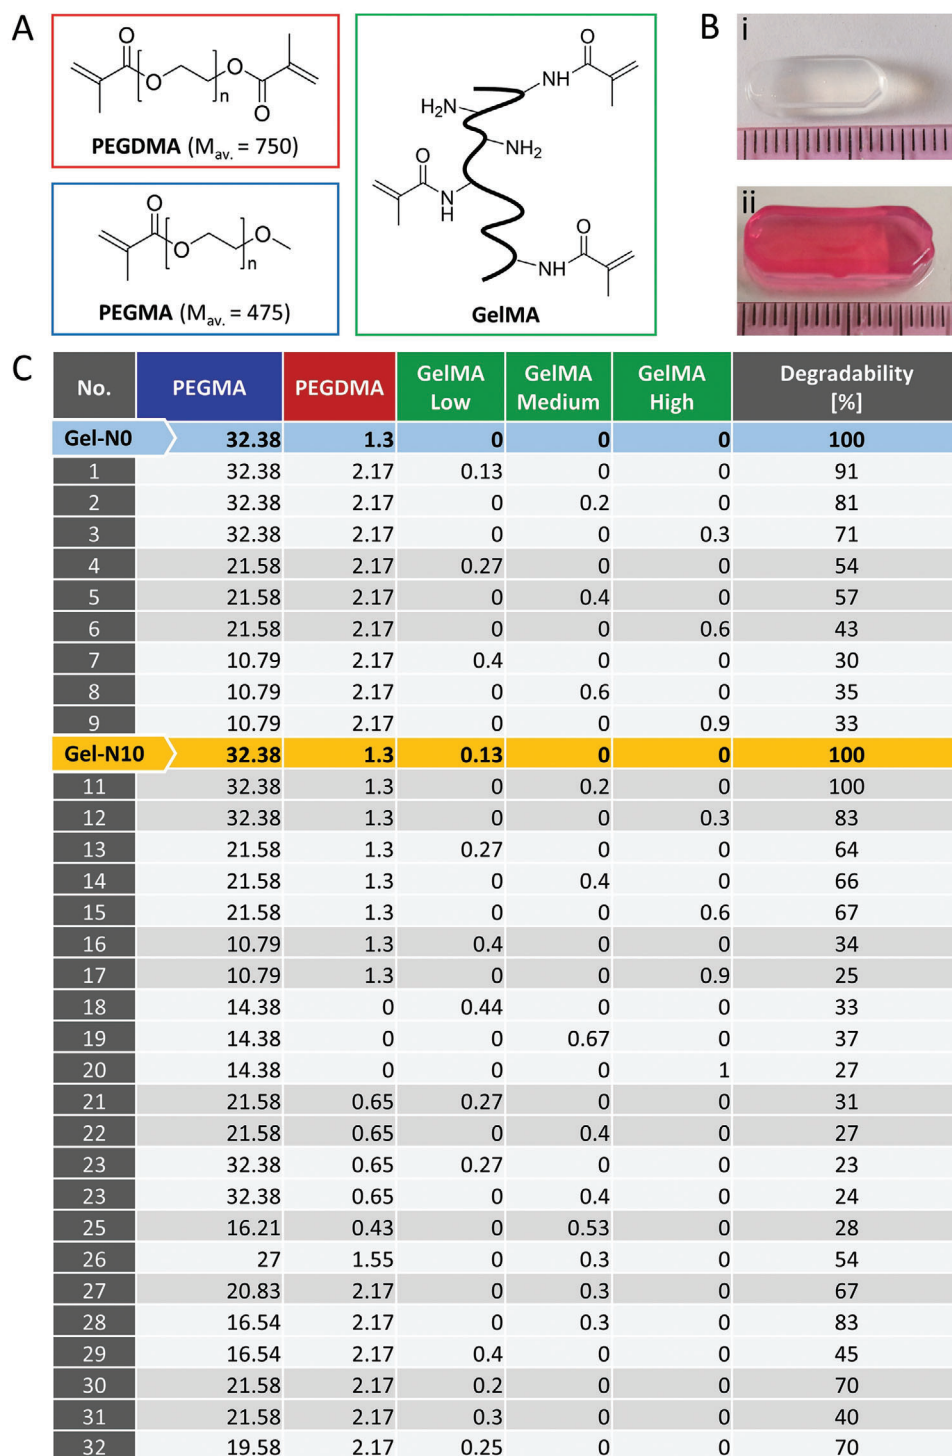 A
B
i
O
O
n
O
O
PEGDMA (Mav. = 750)
O
O
O
n
PEGMA (Mav. = 475)
O
NH
H2N
NH2
O
N
H
O
NH
GelMA
ii
C
No. PEGMA PEGDMA GelMA Low GelMA Medium GelMA High Degradability [%]
Gel-N0 32.38 1.3 0 0 0 100
1 32.38 2.17 0.13 0 0 91
2 32.38 2.17 0 0.2 0 81
3 32.38 2.17 0 0 0.3 71
4 21.58 2.17 0.27 0 0 54
5 21.58 2.17 0 0.4 0 57
6 21.58 2.17 0 0 0.6 43
7 10.79 2.17 0.4 0 0 30
8 10.79 2.17 0 0.6 0 35
9 10.79 2.17 0 0 0.9 33
Gel-N10 32.38 1.3 0.13 0 0 100
11 32.38 1.3 0 0.2 0 100
12 32.38 1.3 0 0 0.3 83
13 21.58 1.3 0.27 0 0 64
14 21.58 1.3 0 0.4 0 66
15 21.58 1.3 0 0 0.6 67
16 10.79 1.3 0.4 0 0 34
17 10.79 1.3 0 0 0.9 25
18 14.38 0 0.44 0 0 33
19 14.38 0 0 0.67 0 37
20 14.38 0 0 0 1 27
21 21.58 0.65 0.27 0 0 31
22 21.58 0.65 0 0.4 0 27
23 32.38 0.65 0.27 0 0 23
23 32.38 0.65 0 0.4 0 24
25 16.21 0.43 0 0.53 0 28
26 27 1.55 0 0.3 0 54
27 20.83 2.17 0 0.3 0 67
28 16.54 2.17 0 0.3 0 83
29 16.54 2.17 0.4 0 0 45
30 21.58 2.17 0.2 0 0 70
31 21.58 2.17 0.3 0 0 40
32 19.58 2.17 0.25 0 0 70